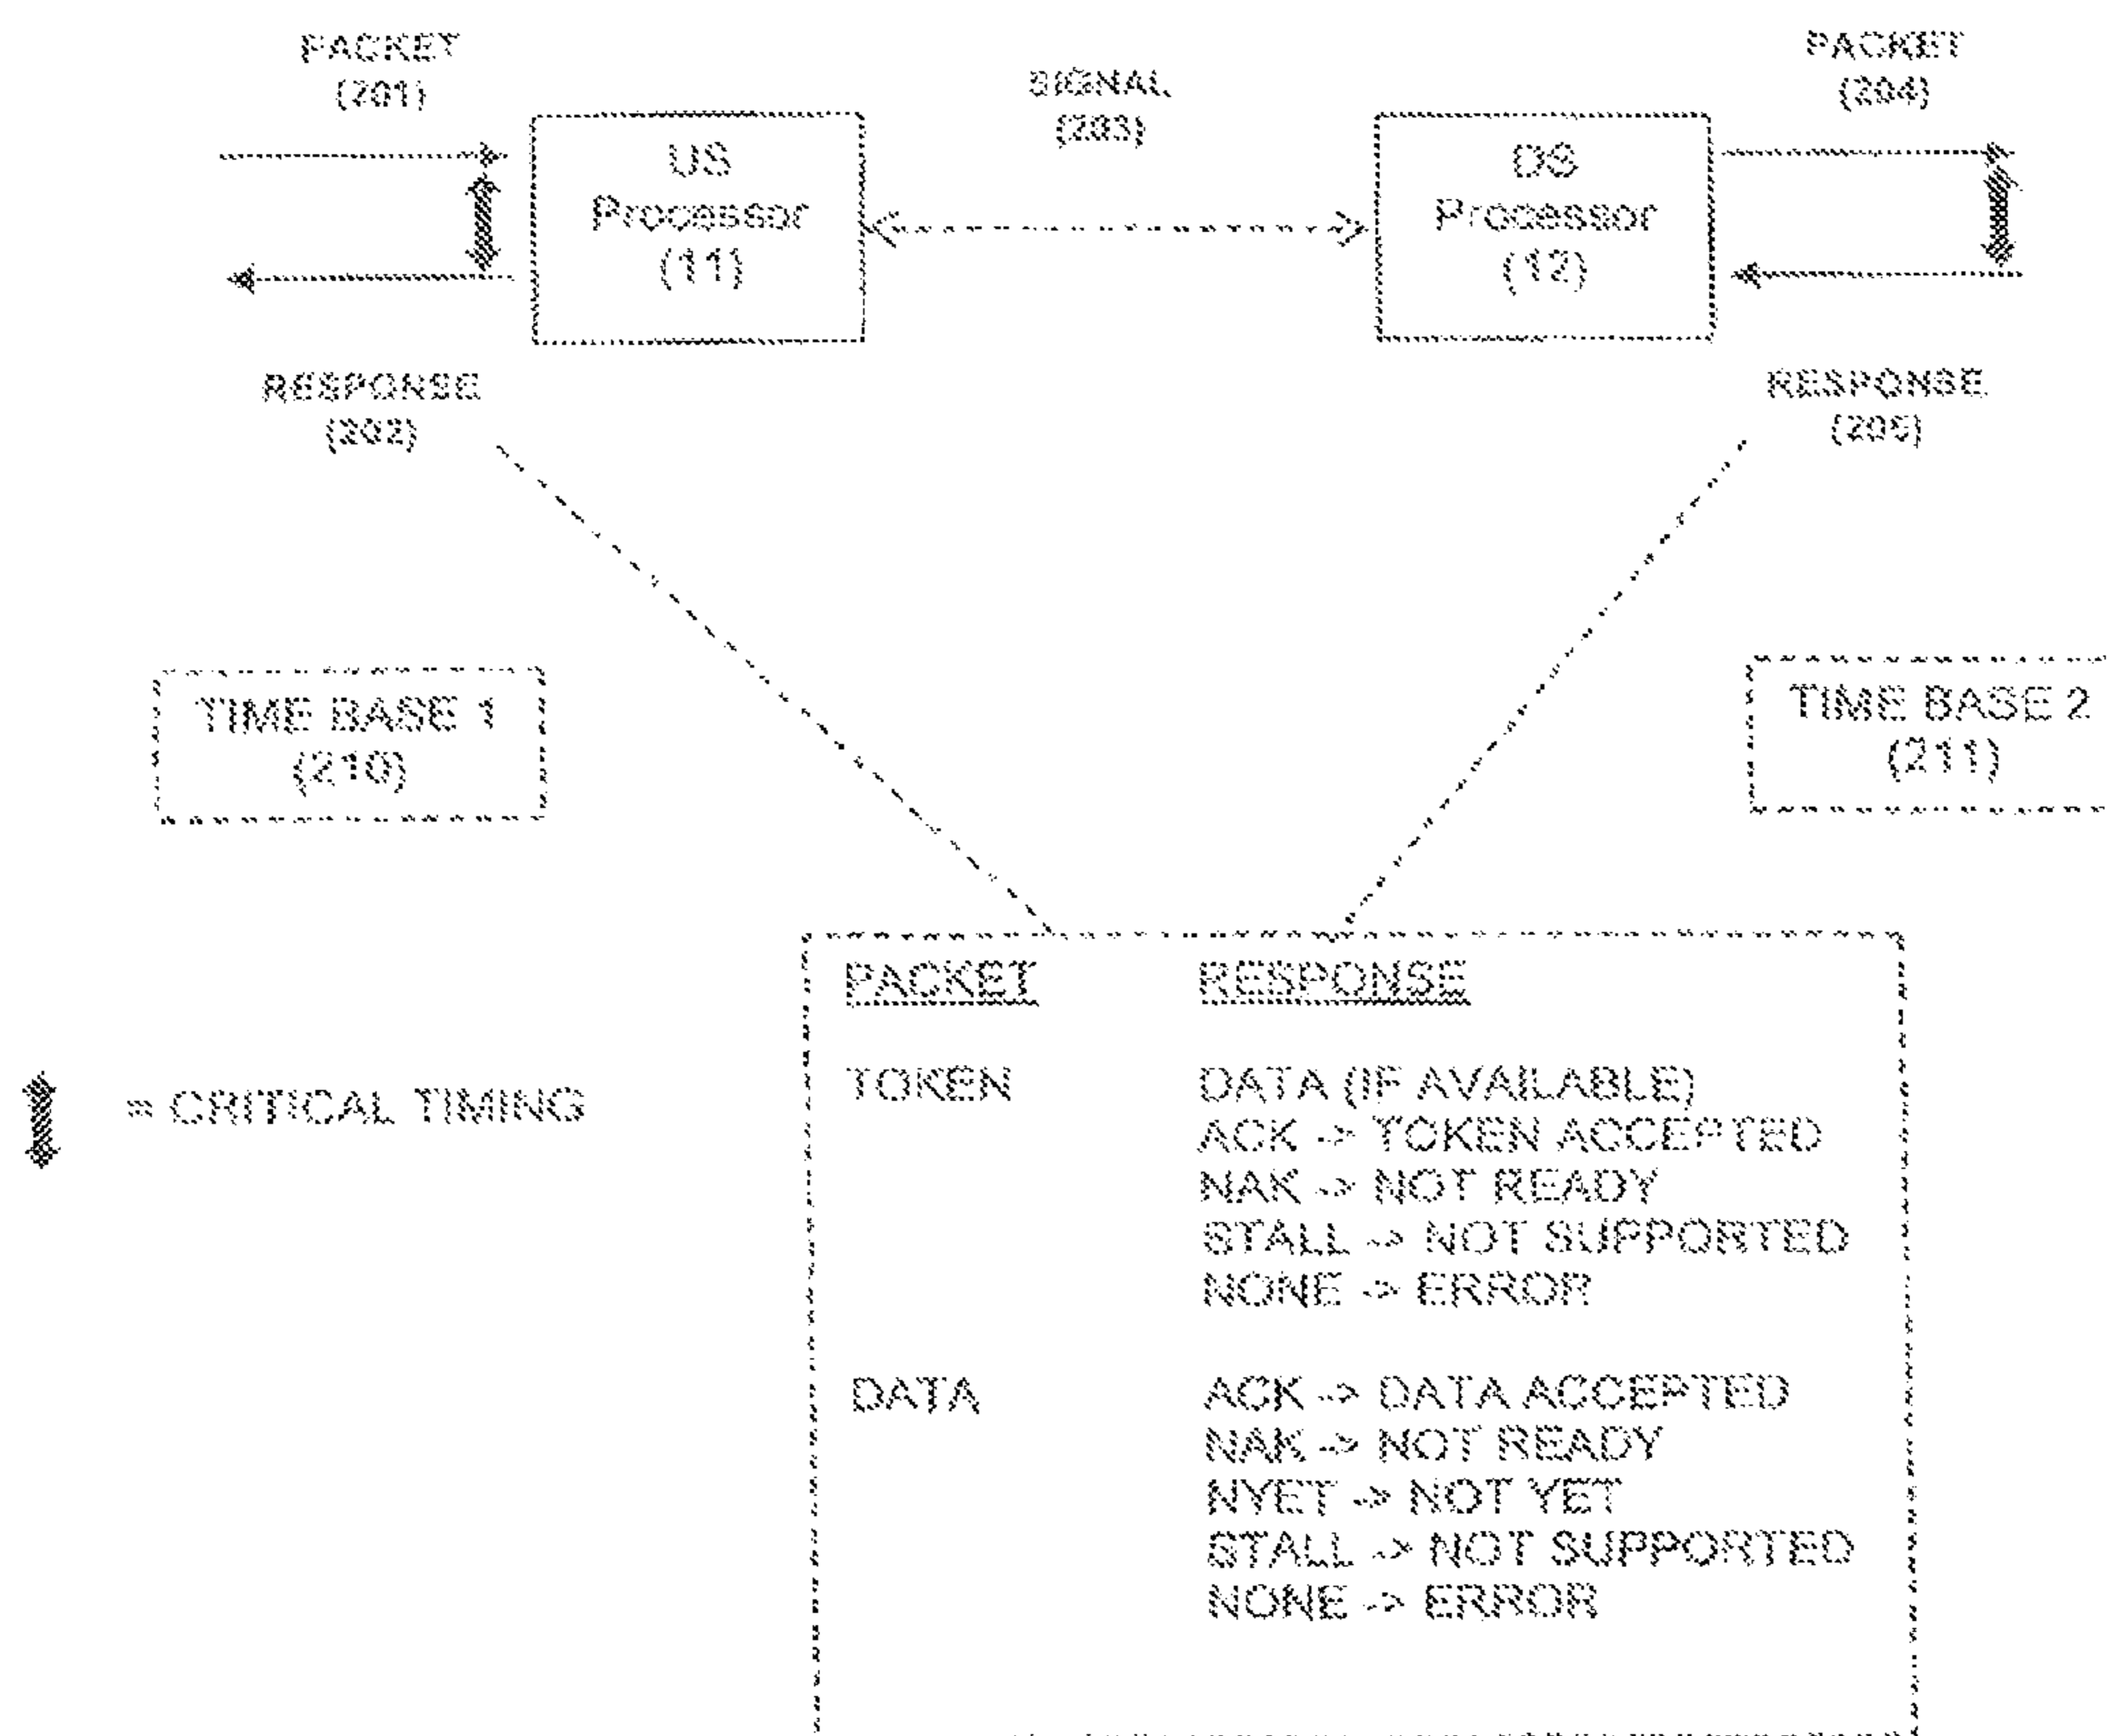 PACKET
(201)
SIGNAL
(203)
PACKET
(204)
US
Processor
(11)
DS
Processor
(12)
RESPONSE
(202)
RESPONSE
(205)
TIME BASE 1
(210)
TIME BASE 2
(211)
PACKET RESPONSE
= CRITICAL TIMING
TOKEN DATA (IF AVAILABLE)
ACK -> TOKEN ACCEPTED
NAK -> NOT READY
STALL -> NOT SUPPORTED
NONE -> ERROR
DATA ACK -> DATA ACCEPTED
NAK -> NOT READY
NYET -> NOT YET
STALL -> NOT SUPPORTED
NONE -> ERROR